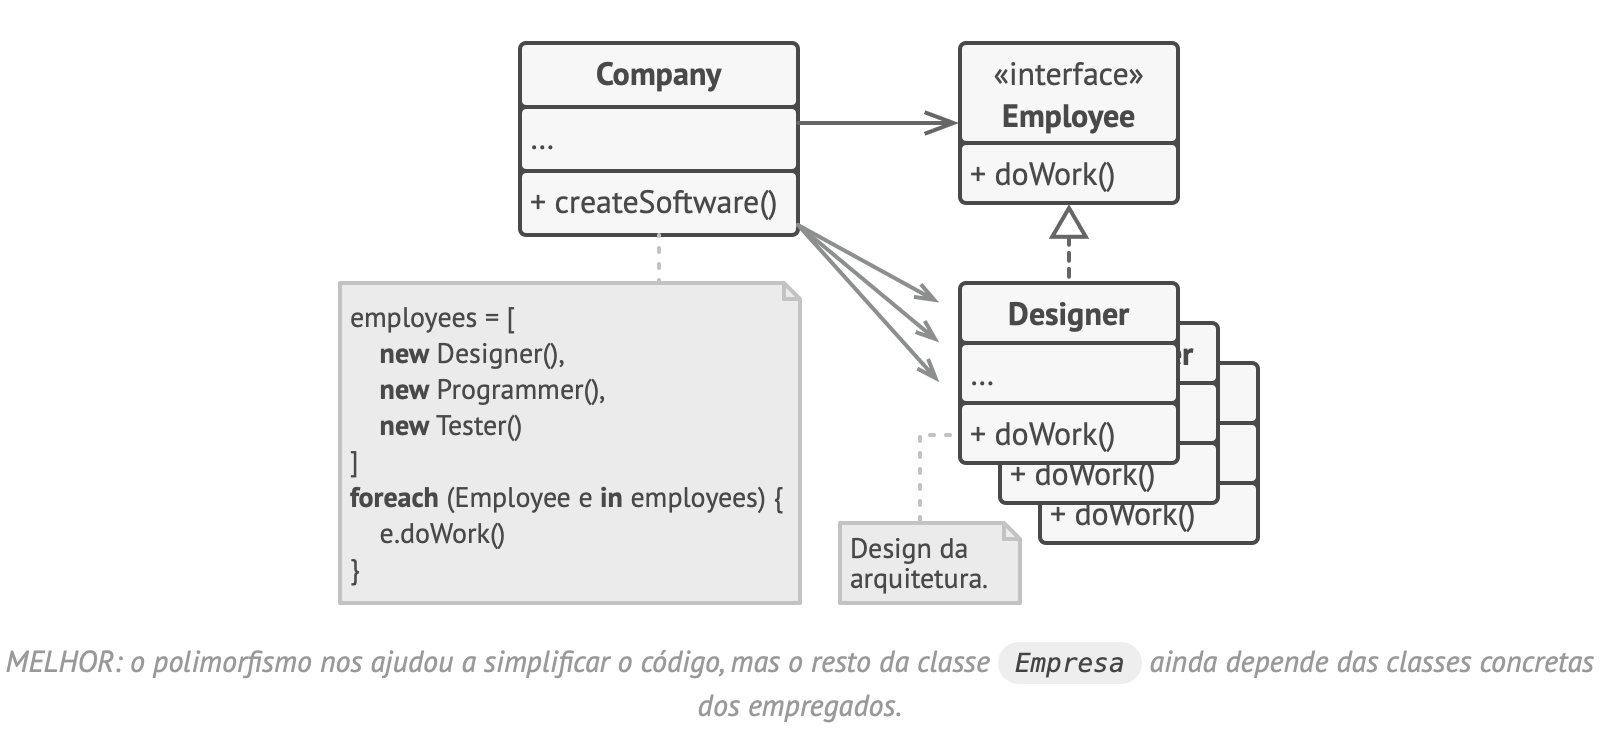 Company
...
+ createSoftware()
«interface»
Employee
+ doWork()
employees = [
new Designer(),
new Programmer(),
new Tester()
]
foreach (Employee e in employees) {
e.doWork()
}
Designer
...
+ doWork()
er
+ doWork()
+ doWork()
Design da
arquitetura.
MELHOR: o polimorfismo nos ajudou a simplificar o código, mas o resto da classe Empresa ainda depende das classes concretas
dos empregados.